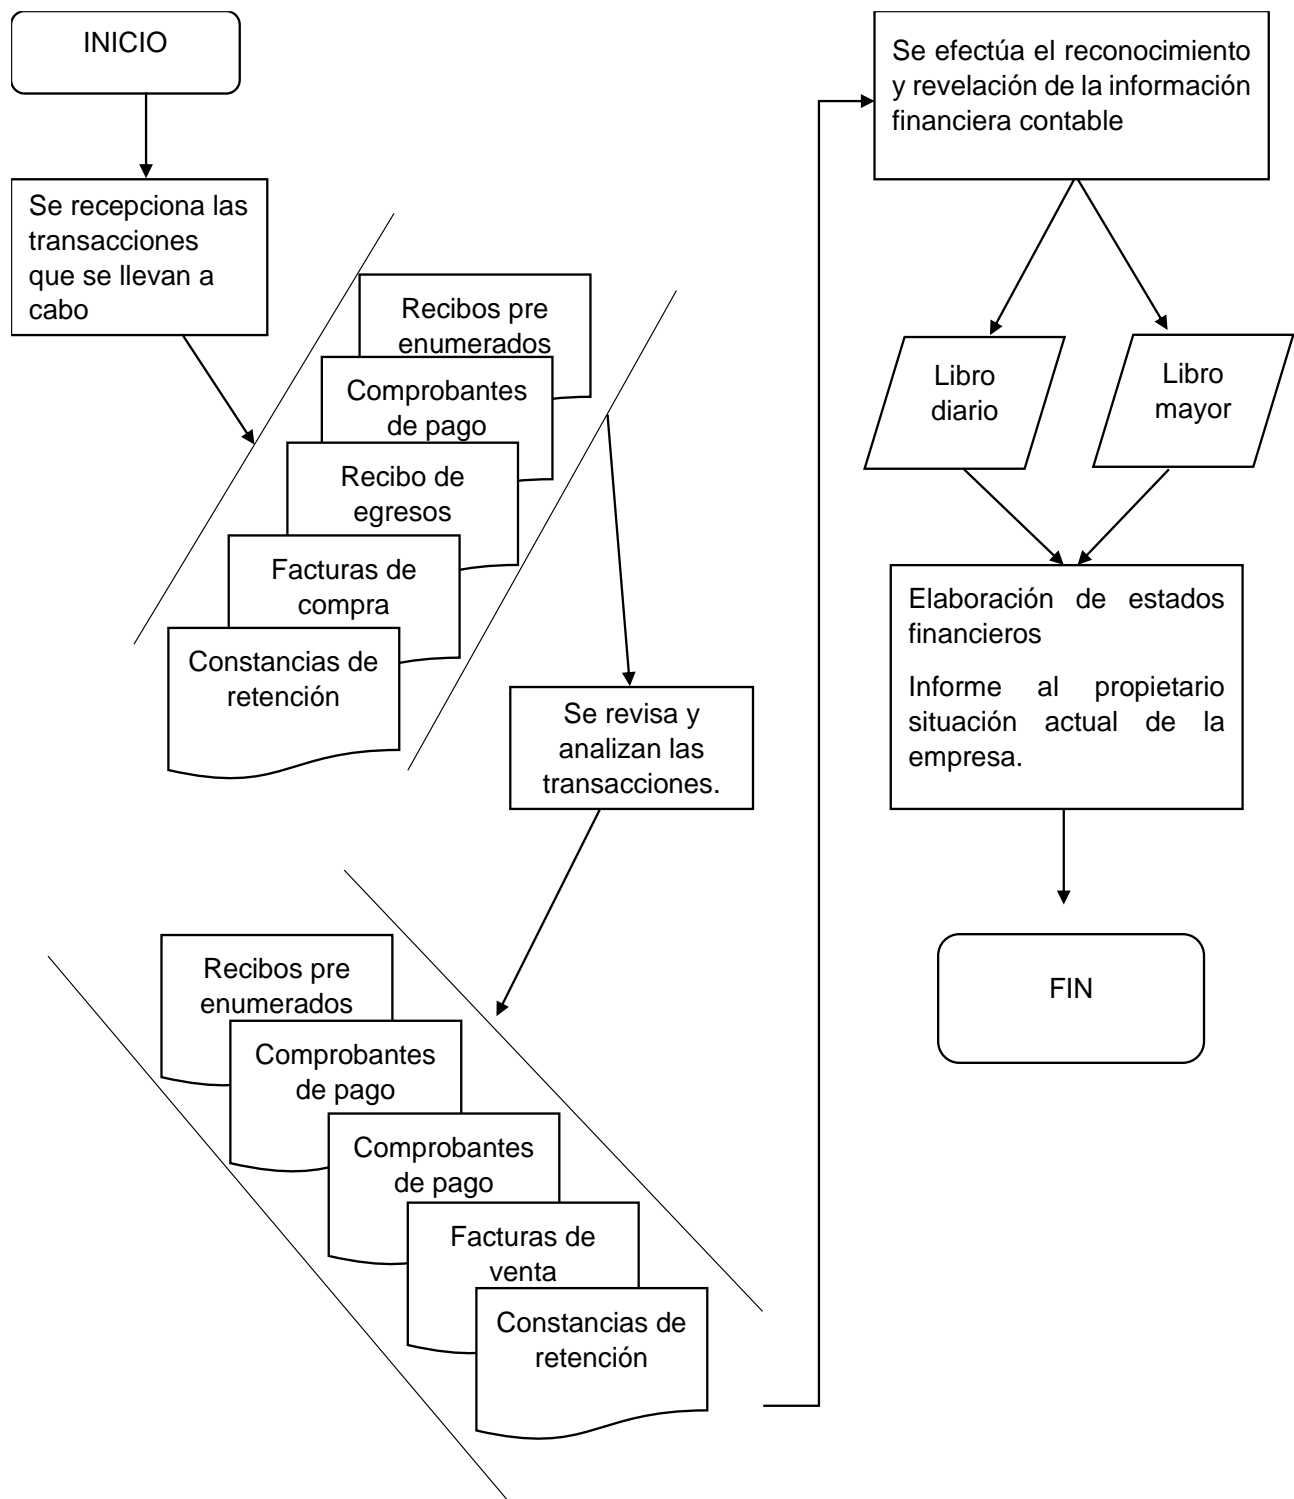 INICIO
Se recepciona las
transacciones
que se llevan a
cabo
Recibos pre
enumerados
Comprobantes
de pago
Recibo de
egresos
Facturas de
compra
Constancias de
retención
Se revisa y
analizan las
transacciones.
Recibos pre
enumerados
Comprobantes
de pago
Comprobantes
de pago
Facturas de
venta
Constancias de
retención
Se efectúa el reconocimiento
y revelación de la información
financiera contable
Libro
diario
Libro
mayor
Elaboración de estados
financieros
Informe al propietario
situación actual de la
empresa.
FIN